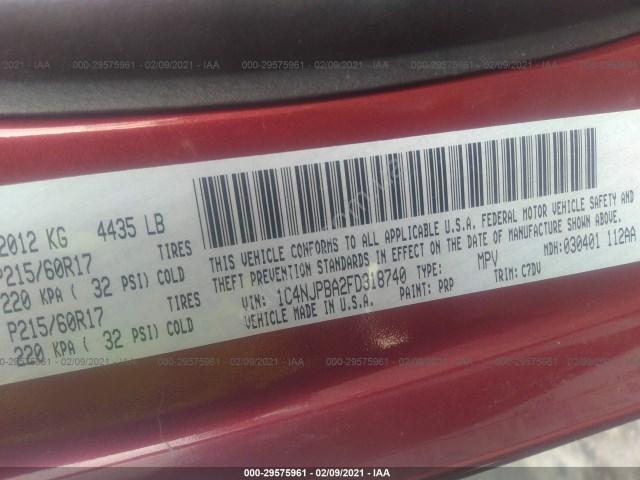 000-29575961 - 02/09/2021 - IAA
2012 KG 4435 LB
P215/60R17 TIRES
220 KPA ( 32 PSI) COLD
P215/60R17 TIRES
220 KPA ( 32 PSI) COLD
THIS VEHICLE CONFORMS TO ALL APPLICABLE U.S.A. FEDERAL MOTOR VEHICLE SAFETY AND
THEFT PREVENTION STANDARDS IN EFFECT ON THE DATE OF MANUFACTURE SHOWN ABOVE.
VIN: 1C4NJPBA2FD318740 TYPE: MPV MDH:030401 112AA
VEHICLE MADE IN U.S.A. PAINT: PRP TRIM: C7DV
000-29575961 - 02/09/2021 - IAA